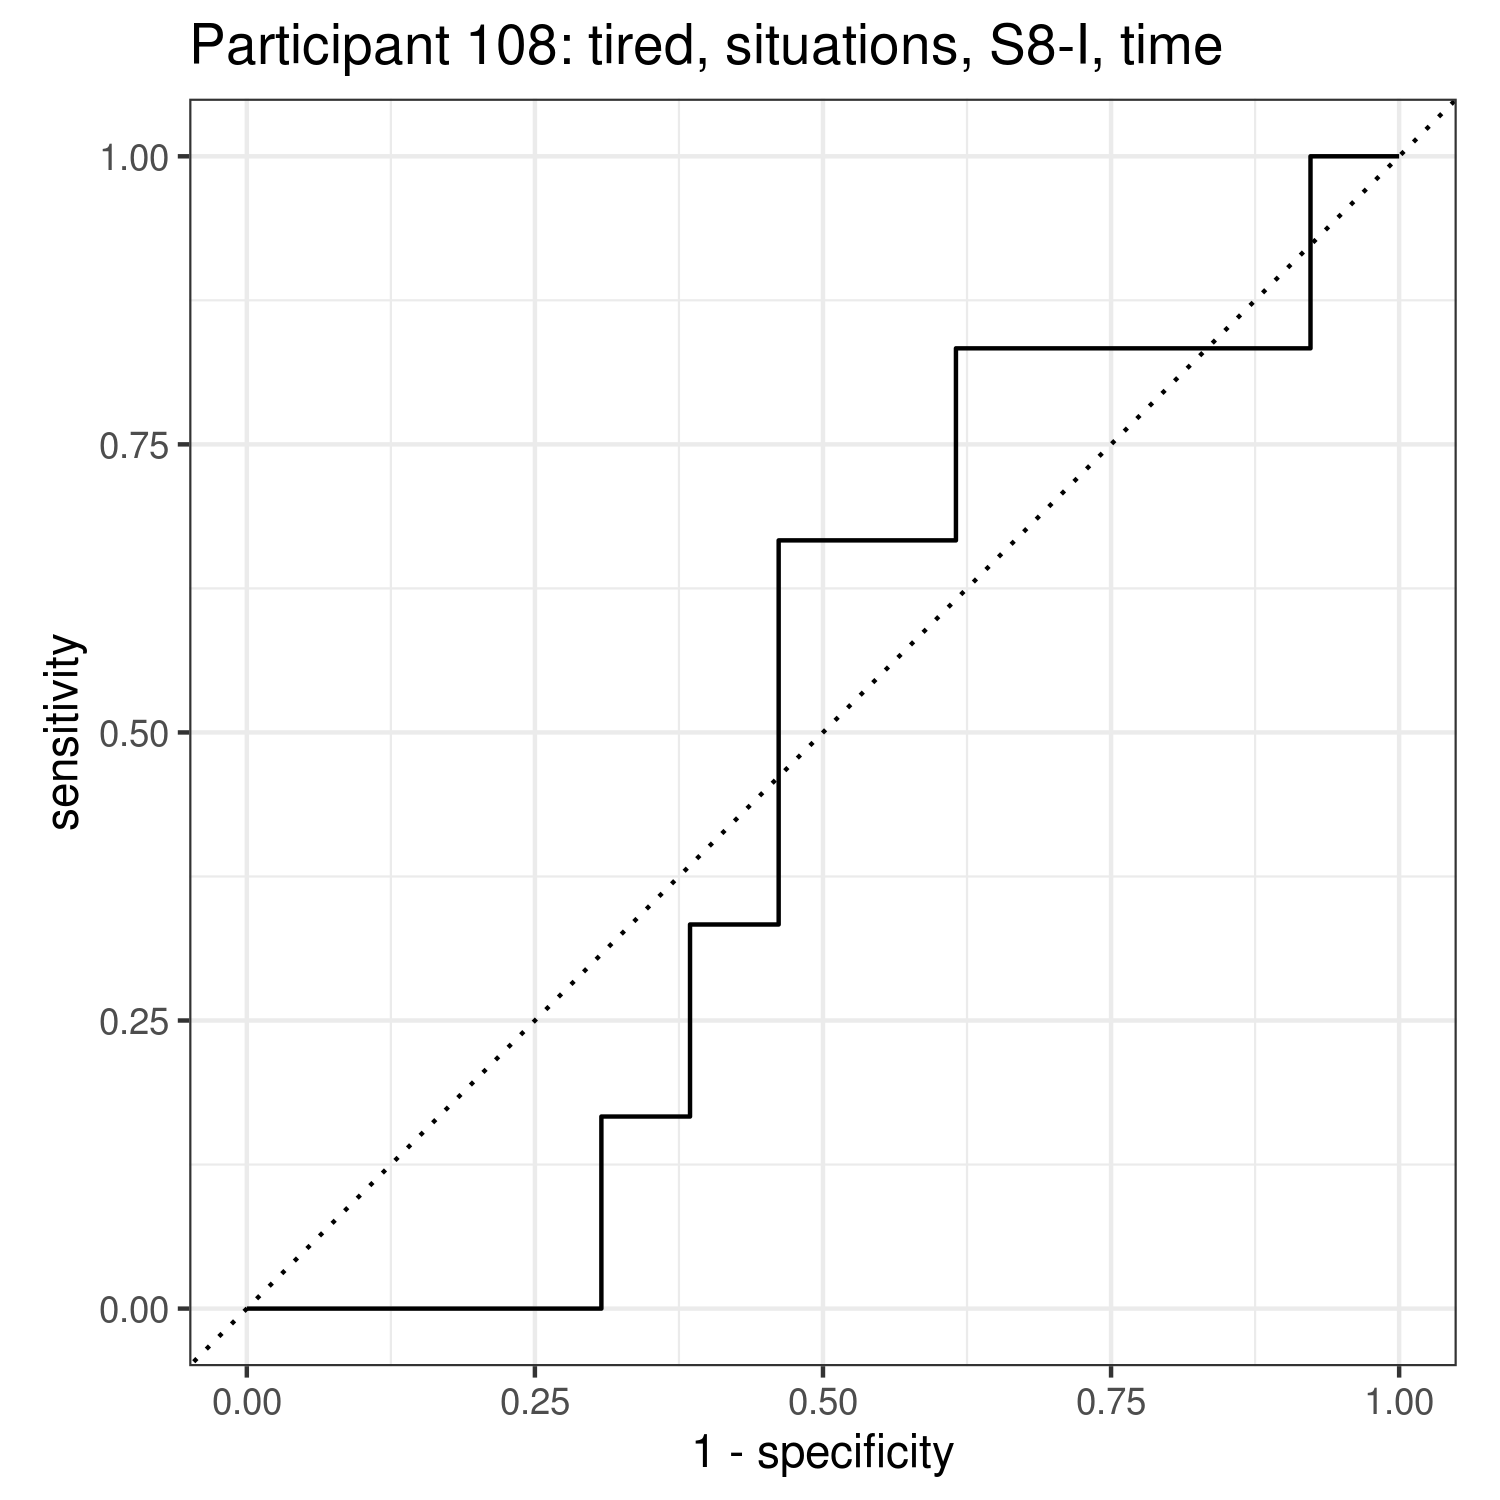 Participant 108: tired, situations, S8-I, time
1.00
0.75
0.50
0.25
0.00
sensitivity
0.00 0.25 0.50 0.75 1.00
1 - specificity